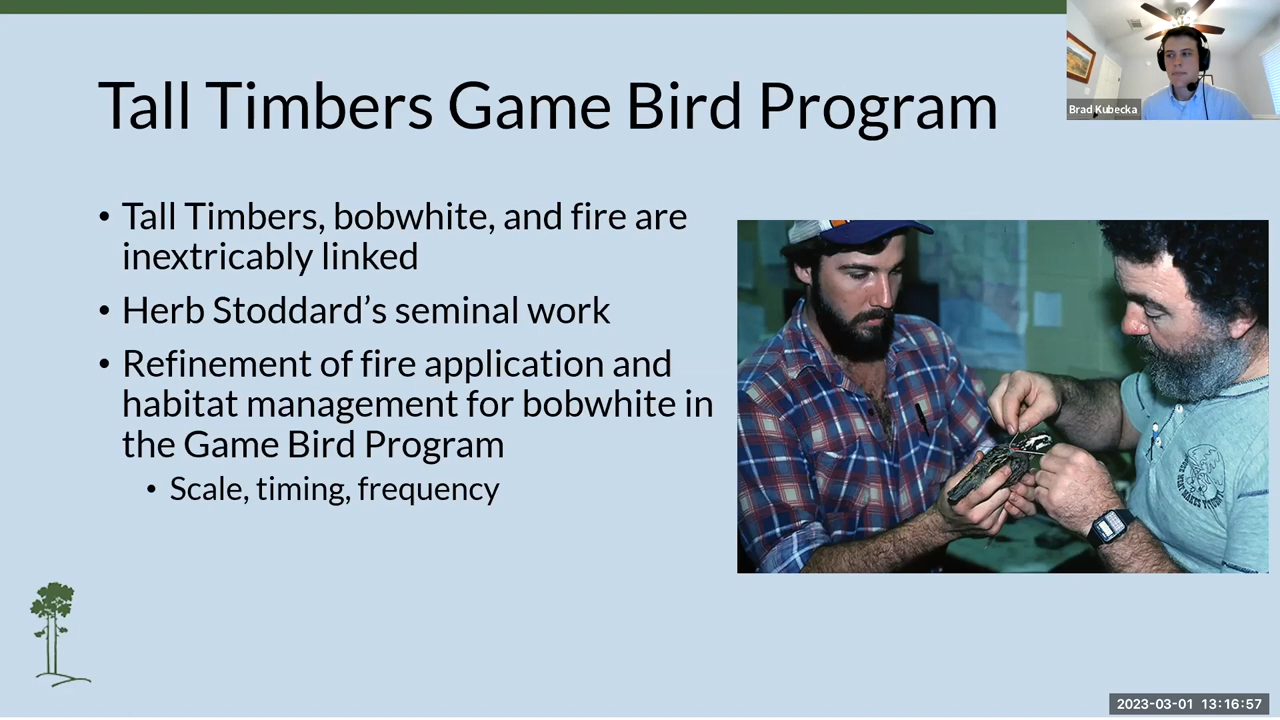 Tall Timbers Game Bird Program
Brad Kubecka
• Tall Timbers, bobwhite, and fire are
inextricably linked
• Herb Stoddard’s seminal work
• Refinement of fire application and
habitat management for bobwhite in
the Game Bird Program
• Scale, timing, frequency
2023-03-01 13:16:57